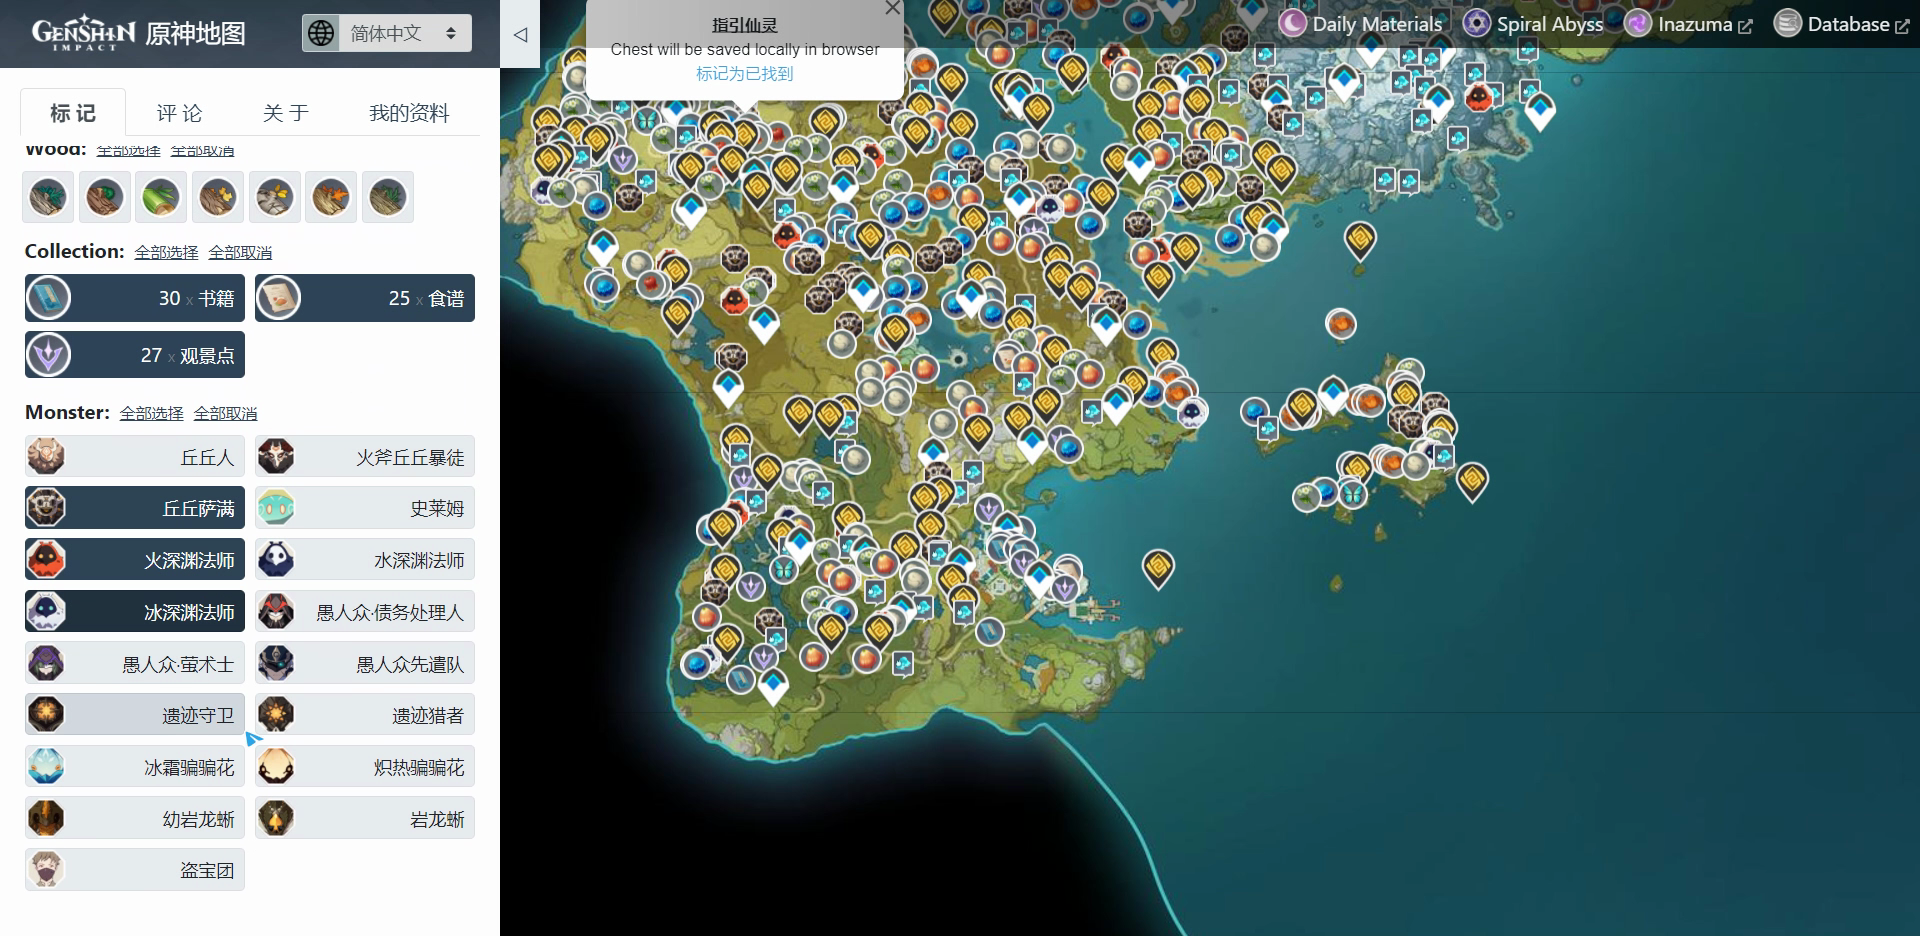 GENSHIN
IMPACT
原神地图
简体中文
标 记
评 论
关 于
我的资料
Wood: 全部选择 全部取消
Collection: 全部选择 全部取消
30 x 书籍
25 x 食谱
27 x 观景点
Monster: 全部选择 全部取消
丘丘人
火斧丘丘暴徒
丘丘萨满
史莱姆
火深渊法师
水深渊法师
冰深渊法师
愚人众·债务处理人
愚人众·萤术士
愚人众先遣队
遗迹守卫
遗迹猎者
冰霜骗骗花
炽热骗骗花
幼岩龙蜥
岩龙蜥
盗宝团
指引仙灵
Chest will be saved locally in browser
标记为已找到
Daily Materials
Spiral Abyss
Inazuma
Database